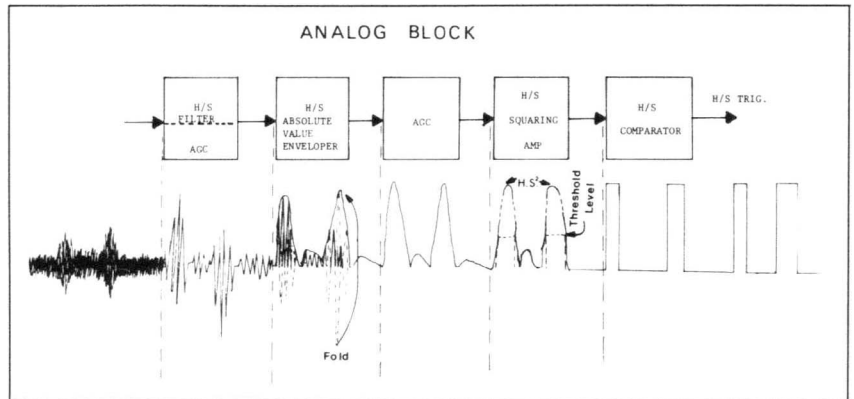 ANALOG BLOCK
H/S
FILTER
AGC
H/S
ABSOLUTE
VALUE
ENVELOPER
AGC
H/S
SQUARING
AMP
H/S
COMPARATOR
H/S TRIG.
H.S²
Threshold
Level
Fold